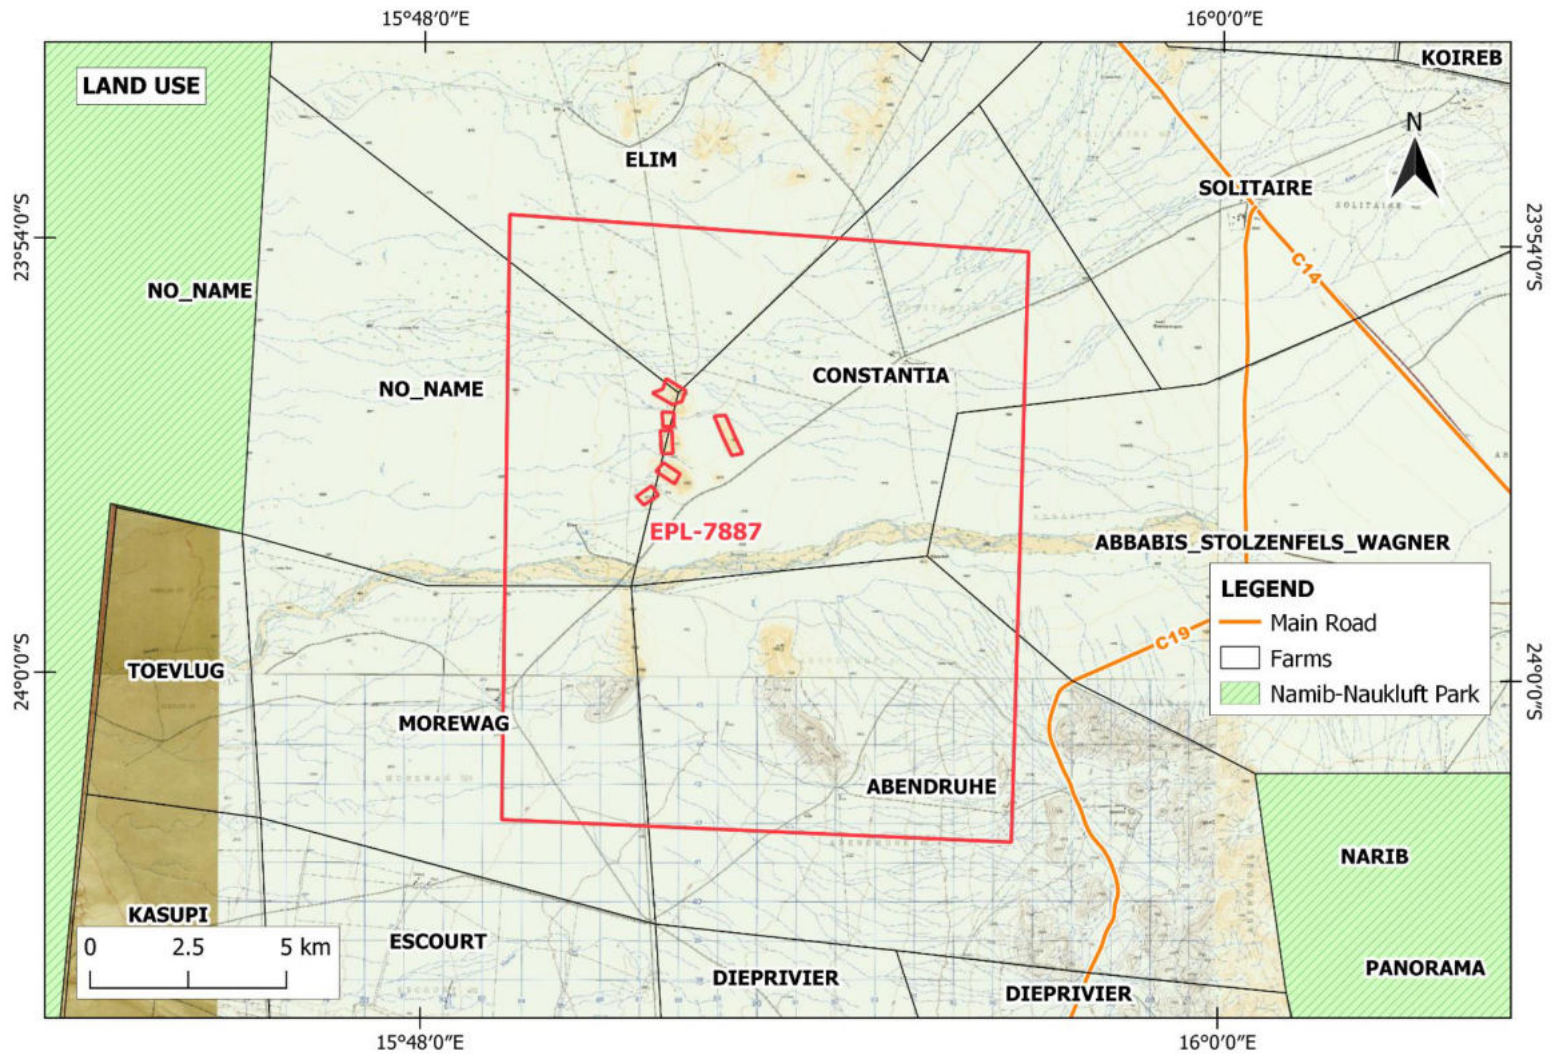 15°48'0"E
16°0'0"E
LAND USE
KOIREB
N
ELIM
SOLITAIRE
SOLITAIRE
23°54'0"S
23°54'0"S
C14
NO_NAME
NO_NAME
CONSTANTIA
EPL-7887
ABBABIS_STOLZENFELS_WAGNER
LEGEND
Main Road
Farms
Namib-Naukluft Park
C19
24°0'0"S
24°0'0"S
TOEVLUG
MOREWAG
ABENDRUHE
NARIB
KASUPI
ESCOURT
DIEPRIVIER
DIEPRIVIER
PANORAMA
0
2.5
5 km
15°48'0"E
16°0'0"E